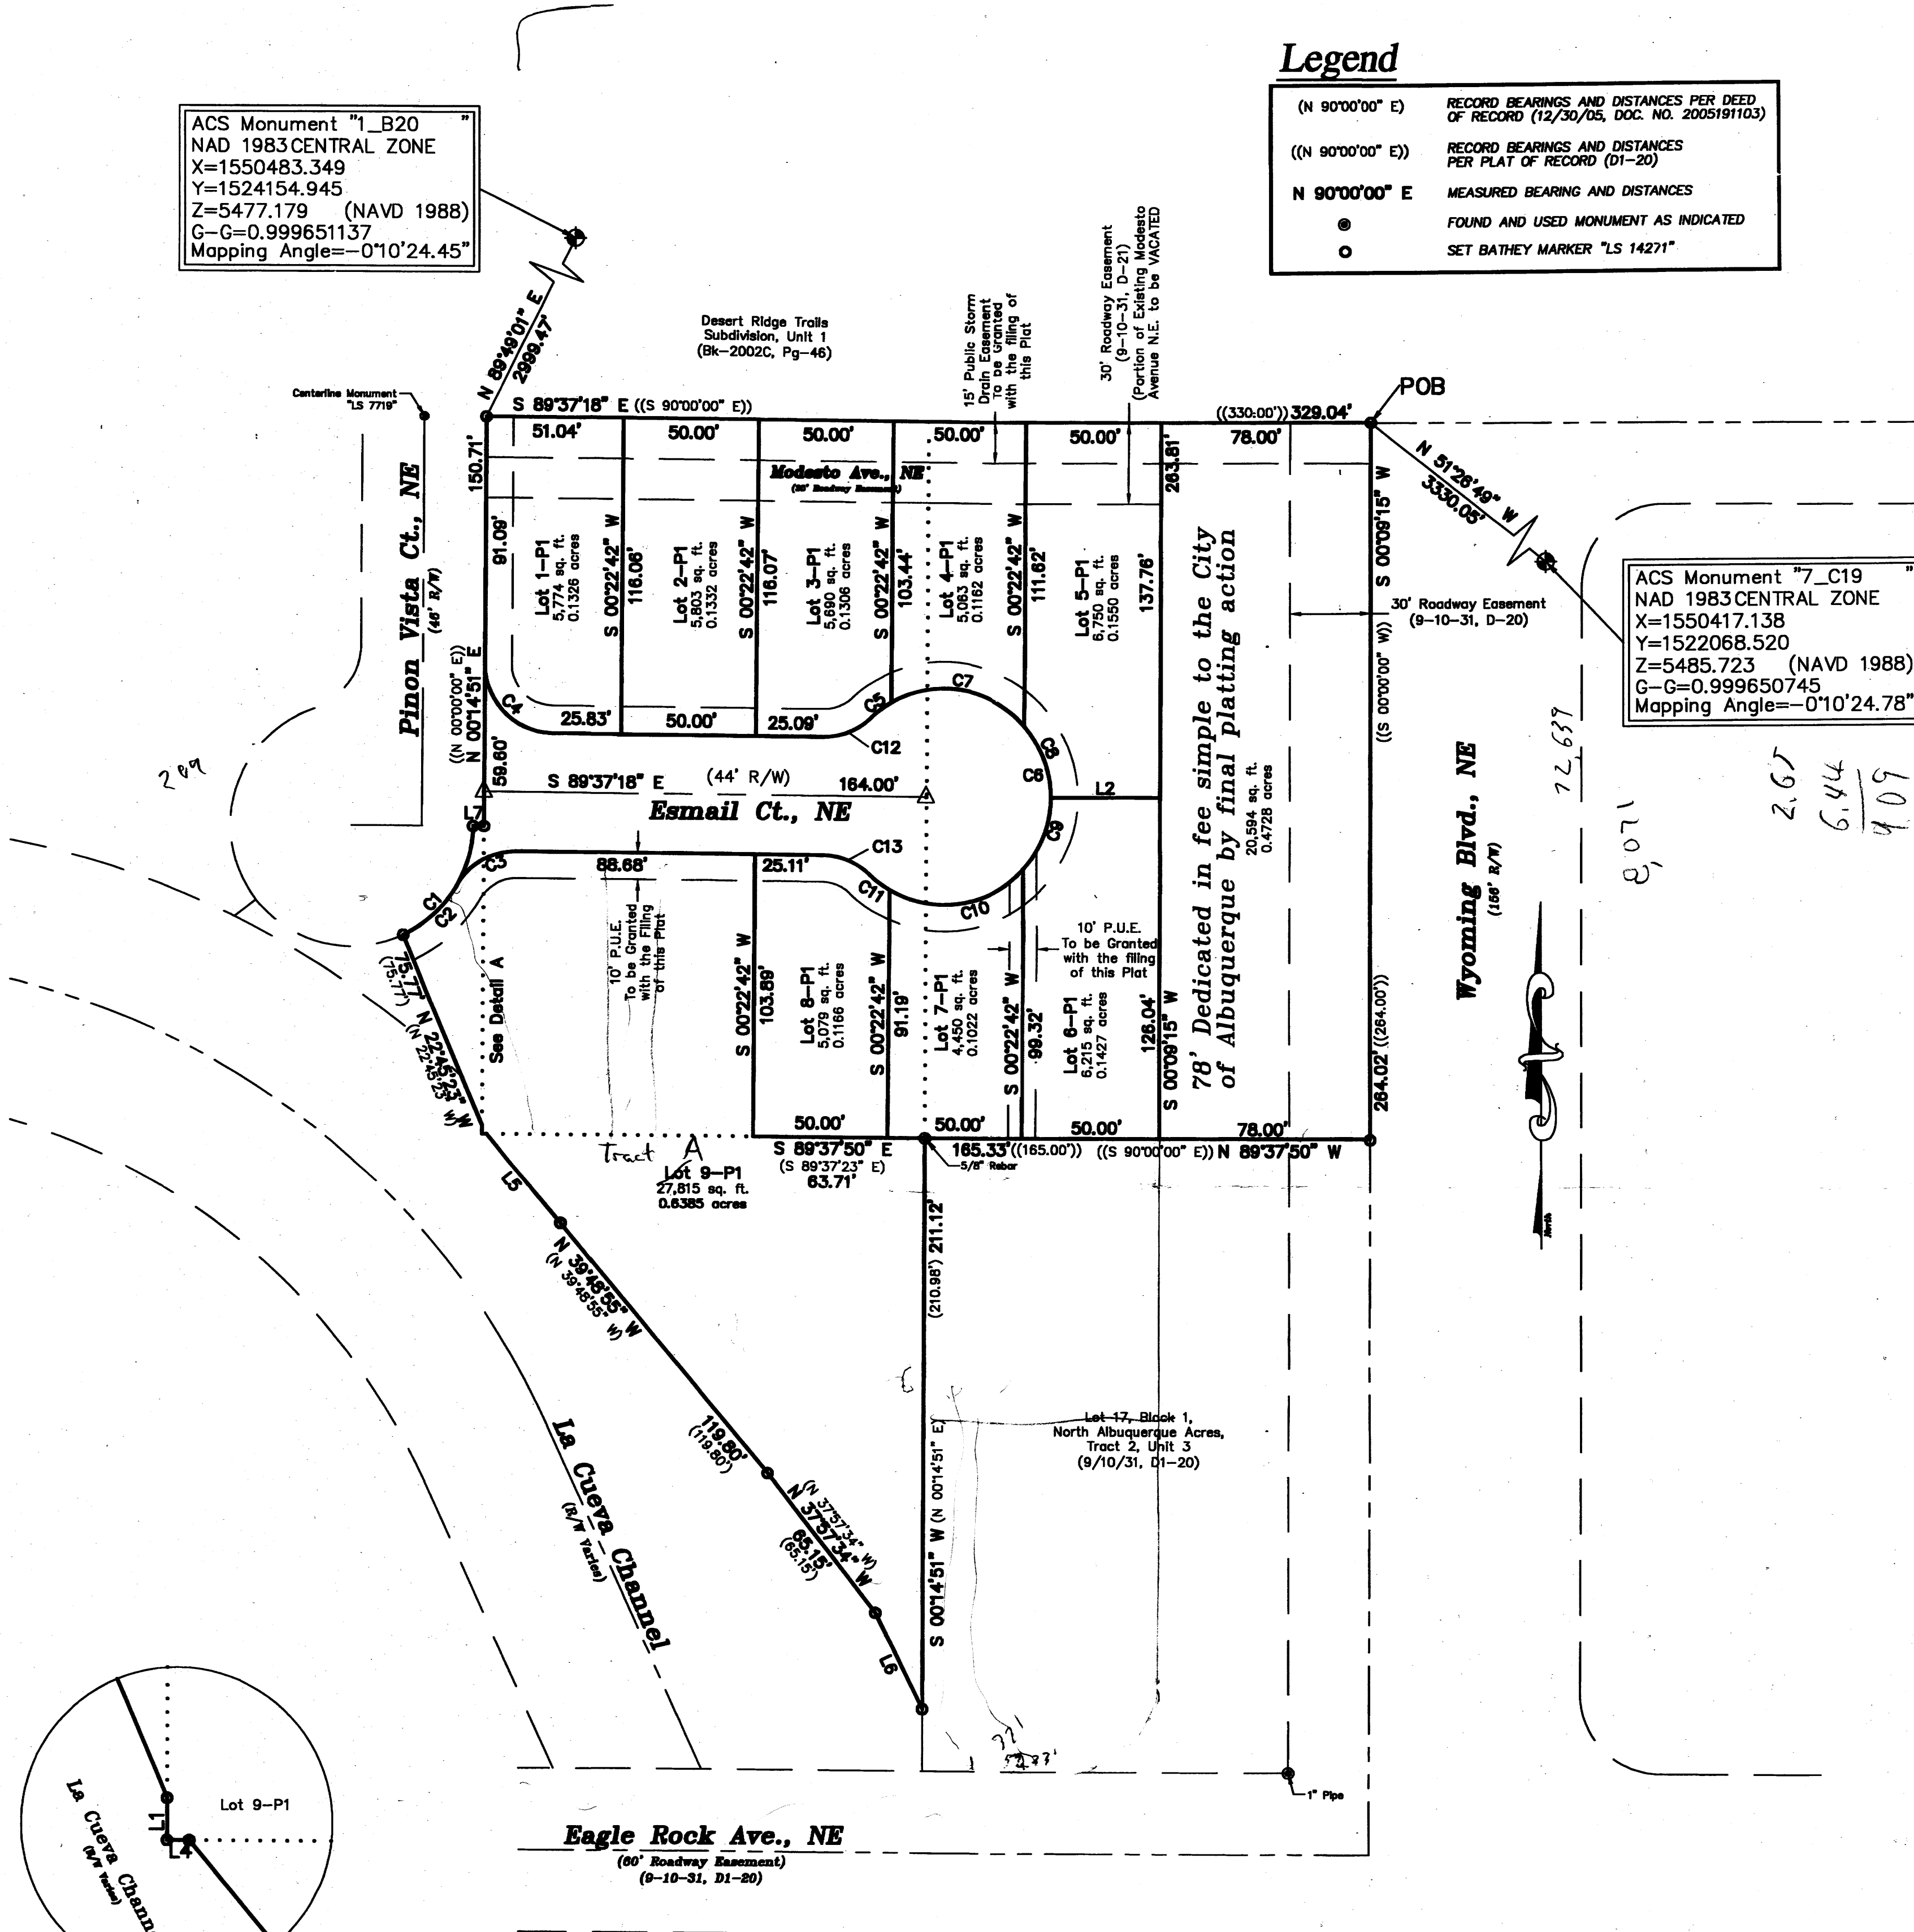 Legend
(N 90°00'00" E) RECORD BEARINGS AND DISTANCES PER DEED
OF RECORD (12/30/05, DOC. NO. 2005191103)
((N 90°00'00" E)) RECORD BEARINGS AND DISTANCES
PER PLAT OF RECORD (D1-20)
N 90°00'00" E MEASURED BEARING AND DISTANCES
FOUND AND USED MONUMENT AS INDICATED
SET BATHEY MARKER "LS 14271"
ACS Monument "1_B20 "
NAD 1983 CENTRAL ZONE
X=1550483.349
Y=1524154.945
Z=5477.179 (NAVD 1988)
G-G=0.999651137
Mapping Angle=-0°10'24.45"
N 89°49'01" E
2999.47'
Desert Ridge Trails
Subdivision, Unit 1
(Bk-2002C, Pg-46)
15' Public Storm
Drain Easement
To be Granted
with the filing of
this Plat
30' Roadway Easement
(9-10-31, D-21)
(Portion of Existing Modesto
Avenue N.E. to be VACATED
Centerline Monument
"LS 7719"
S 89°37'18" E ((S 90°00'00" E))
((330.00')) 329.04'
POB
51.04'
50.00'
50.00'
50.00'
50.00'
78.00'
N 51°26'49" W
3330.05'
Modesto Ave., NE
(30' Roadway Easement)
150.71'
91.09'
263.81'
Pinon Vista Ct., NE
(46' R/W)
((N 00°00'00" E))
N 00°14'51" E
59.60'
Lot 1-P1
5,774 sq. ft.
0.1326 acres
S 00°22'42" W
116.06'
Lot 2-P1
5,803 sq. ft.
0.1332 acres
S 00°22'42" W
116.07'
Lot 3-P1
5,690 sq. ft.
0.1306 acres
S 00°22'42" W
103.44'
Lot 4-P1
5,063 sq. ft.
0.1162 acres
S 00°22'42" W
111.62'
Lot 5-P1
6,750 sq. ft.
0.1550 acres
137.76'
78' Dedicated in fee simple to the City
of Albuquerque by final platting action
20,594 sq. ft.
0.4728 acres
S 00°09'15" W
((S 00°00'00" W))
30' Roadway Easement
(9-10-31, D-20)
ACS Monument "7_C19 "
NAD 1983 CENTRAL ZONE
X=1550417.138
Y=1522068.520
Z=5485.723 (NAVD 1988)
G-G=0.999650745
Mapping Angle=-0°10'24.78"
C4
25.83'
50.00'
25.09'
C5
C7
C12
C8
C6
L2
C9
S 89°37'18" E (44' R/W) 164.00'
Esmail Ct., NE
L7
C3
88.68'
25.11'
C13
C11
C10
C1
C2
Wyoming Blvd., NE
(156' R/W)
12,639
2.65
6.44
9.09
8,071
209
75.77'
(75.77')
N 22°45'23" W
(N 22°45'23" W)
See Detail A
10' P.U.E.
To be Granted
with the Filing
of this Plat
S 00°22'42" W
103.89'
Lot 8-P1
5,079 sq. ft.
0.1166 acres
S 00°22'42" W
91.19'
Lot 7-P1
4,450 sq. ft.
0.1022 acres
S 00°22'42" W
99.32'
10' P.U.E.
To be Granted
with the filing
of this Plat
Lot 6-P1
6,215 sq. ft.
0.1427 acres
126.04'
S 00°09'15" W
264.02' ((264.00'))
North
50.00'
50.00'
50.00'
78.00'
S 89°37'50" E
(S 89°37'23" E)
63.71'
165.33' ((165.00')) ((S 90°00'00" E)) N 89°37'50" W
5/8" Rebar
Tract A
Lot 9-P1
27,815 sq. ft.
0.6385 acres
L5
N 39°48'55" W
(N 39°48'55" W)
119.80'
(119.80')
(210.98') 211.12'
S 00°14'51" W (N 00°14'51" E)
(N 37°57'34" W)
N 37°57'34" W
65.15'
(65.15')
L6
Lot 17, Block 1,
North Albuquerque Acres,
Tract 2, Unit 3
(9/10/31, D1-20)
La Cueva Channel
(R/W Varies)
37'
1" Pipe
Eagle Rock Ave., NE
(60' Roadway Easement)
(9-10-31, D1-20)
Lot 9-P1
L1
L4
La Cueva Chann
(R/W Varies)